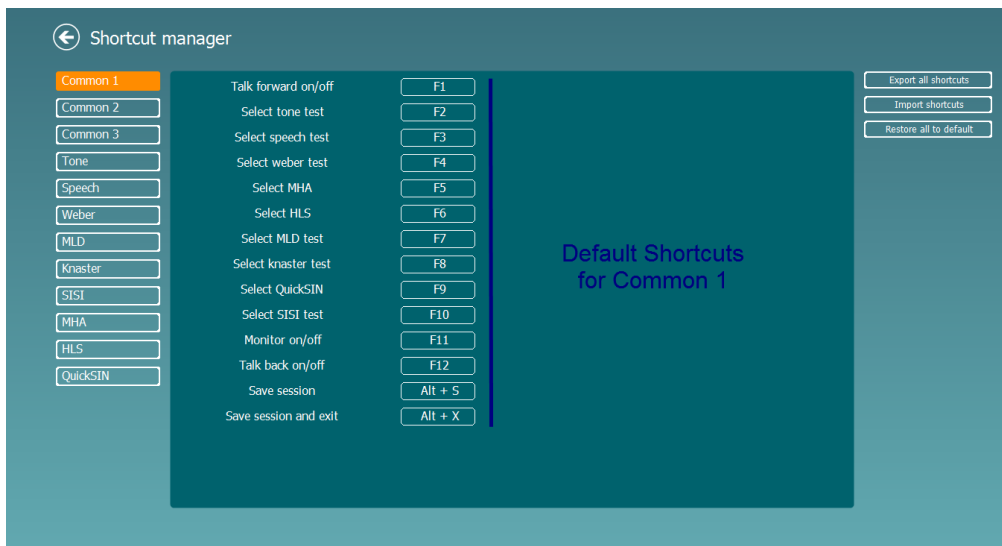 Shortcut manager
Common 1
Common 2
Common 3
Tone
Speech
Weber
MLD
Knaster
SISI
MHA
HLS
QuickSIN
Talk forward on/off F1
Select tone test F2
Select speech test F3
Select weber test F4
Select MHA F5
Select HLS F6
Select MLD test F7
Select knaster test F8
Select QuickSIN F9
Select SISI test F10
Monitor on/off F11
Talk back on/off F12
Save session Alt + S
Save session and exit Alt + X
Default Shortcuts
for Common 1
Export all shortcuts
Import shortcuts
Restore all to default